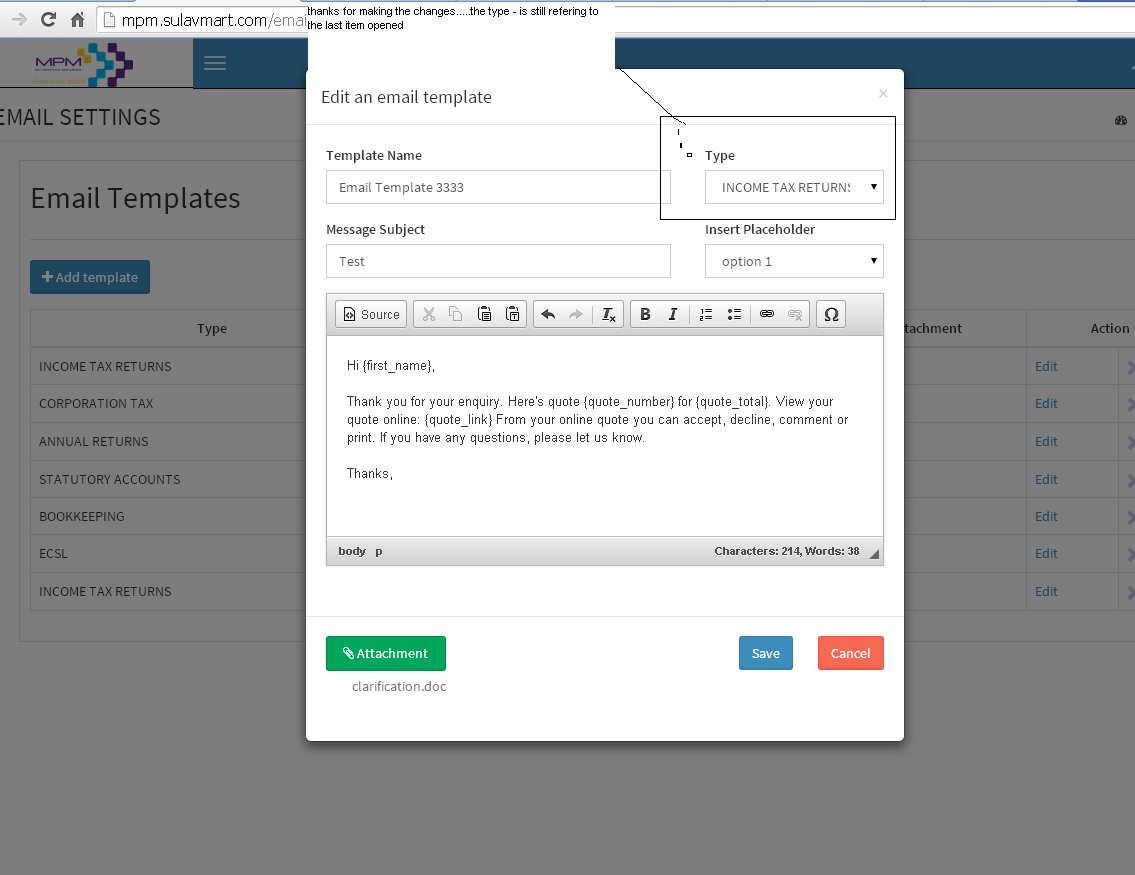 thanks for making the changes.....the type - is still refering to
the last item opened
mpm.sulavmart.com/emai
MPM
EMAIL SETTINGS
Edit an email template
×
Template Name
Type
Email Template 3333
INCOME TAX RETURNS
Message Subject
Insert Placeholder
Test
option 1
Email Templates
Add template
Source
B I Ω
Type
ttachment
Action
INCOME TAX RETURNS
Edit
CORPORATION TAX
Edit
ANNUAL RETURNS
Edit
STATUTORY ACCOUNTS
Edit
BOOKKEEPING
Edit
ECSL
Edit
INCOME TAX RETURNS
Edit
Hi {first_name},
Thank you for your enquiry. Here's quote {quote_number} for {quote_total}. View your
quote online: {quote_link} From your online quote you can accept, decline, comment or
print. If you have any questions, please let us know.
Thanks,
body p
Characters: 214, Words: 38
Attachment
Save
Cancel
clarification.doc